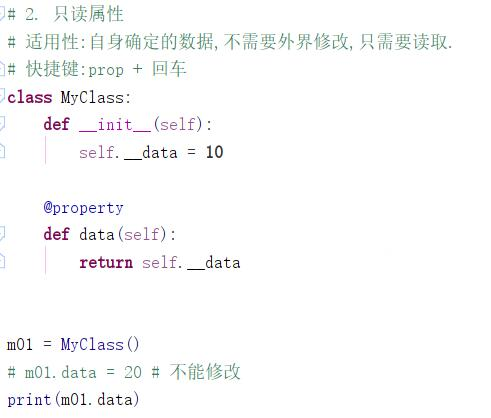 # 2. 只读属性
# 适用性:自身确定的数据,不需要外界修改,只需要读取.
# 快捷键:prop + 回车
class MyClass:
    def __init__(self):
        self.__data = 10

    @property
    def data(self):
        return self.__data


m01 = MyClass()
# m01.data = 20 # 不能修改
print(m01.data)